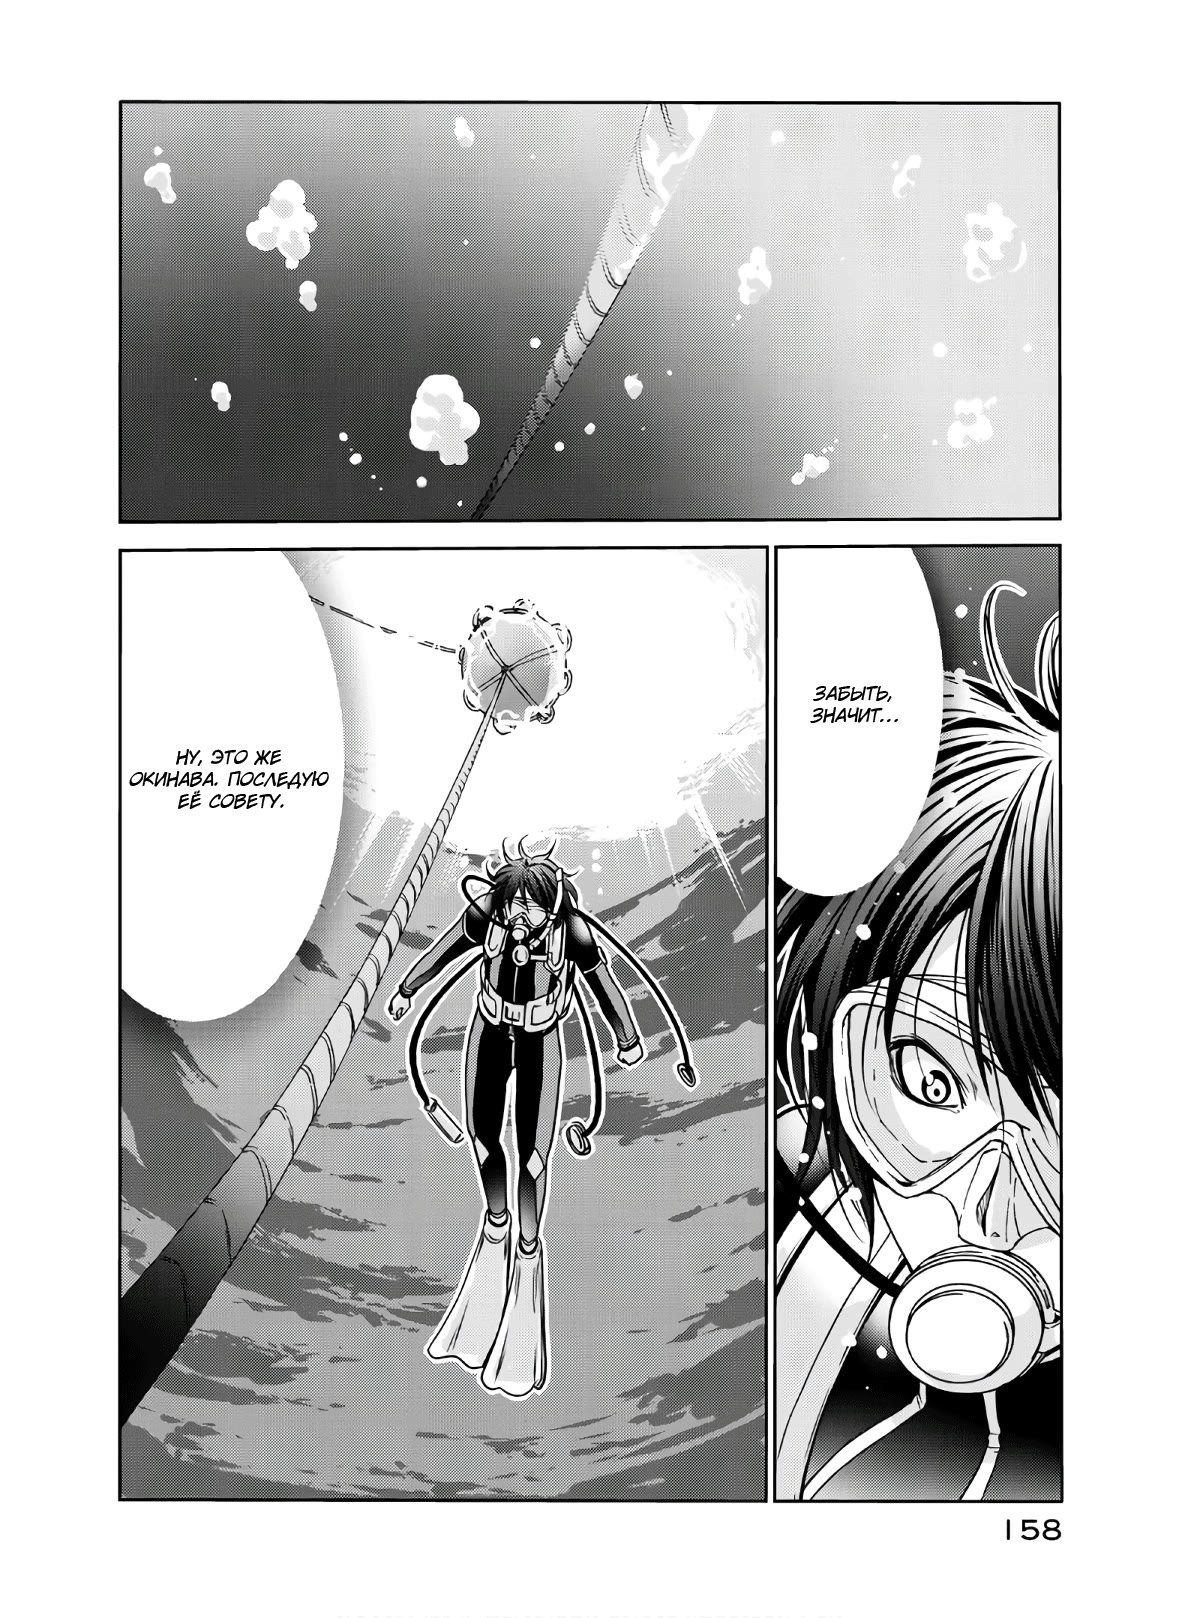 ЗАБЫТЬ,
ЗНАЧИТ...
НУ, ЭТО ЖЕ
ОКИНАВА. ПОСЛЕДУЮ
ЕЁ СОВЕТУ.
158